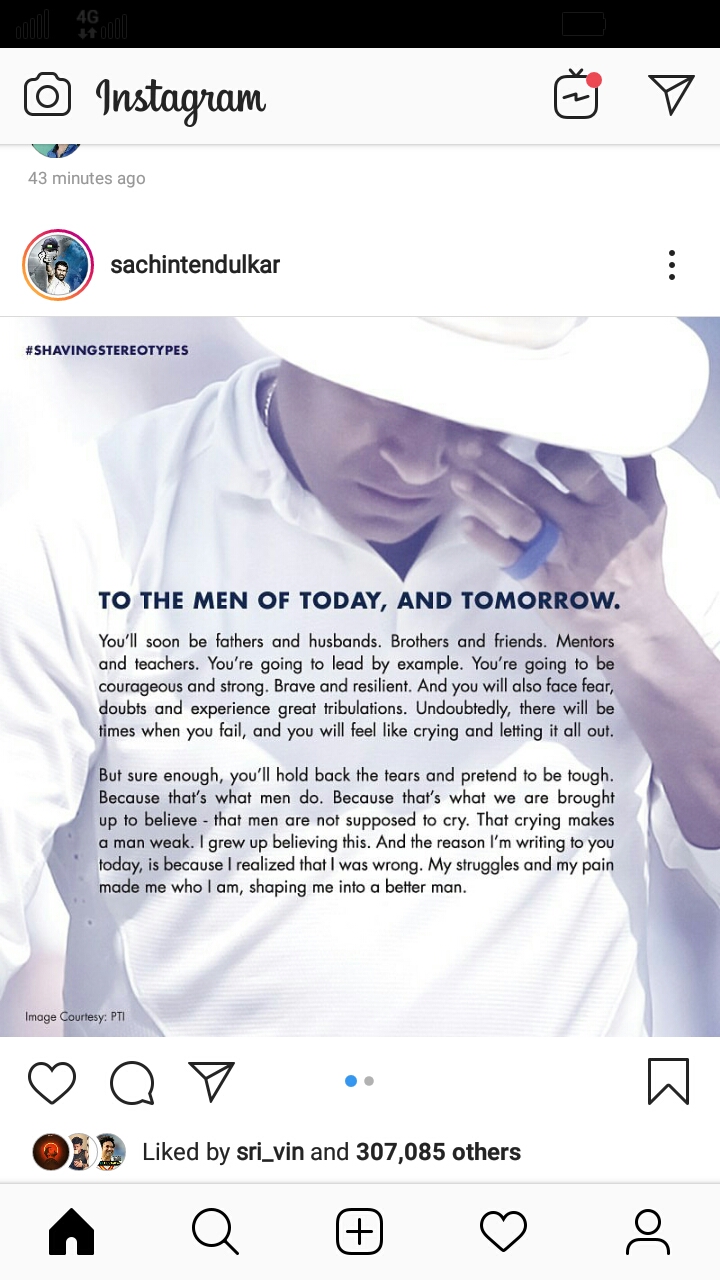 4G
Instagram
43 minutes ago
sachintendulkar
#SHAVINGSTEREOTYPES
TO THE MEN OF TODAY, AND TOMORROW.
You'll soon be fathers and husbands. Brothers and friends. Mentors
and teachers. You're going to lead by example. You're going to be
courageous and strong. Brave and resilient. And you will also face fear,
doubts and experience great tribulations. Undoubtedly, there will be
times when you fail, and you will feel like crying and letting it all out.
But sure enough, you'll hold back the tears and pretend to be tough.
Because that's what men do. Because that's what we are brought
up to believe - that men are not supposed to cry. That crying makes
a man weak. I grew up believing this. And the reason I'm writing to you
today, is because I realized that I was wrong. My struggles and my pain
made me who I am, shaping me into a better man.
Image Courtesy: PTI
Liked by sri_vin and 307,085 others